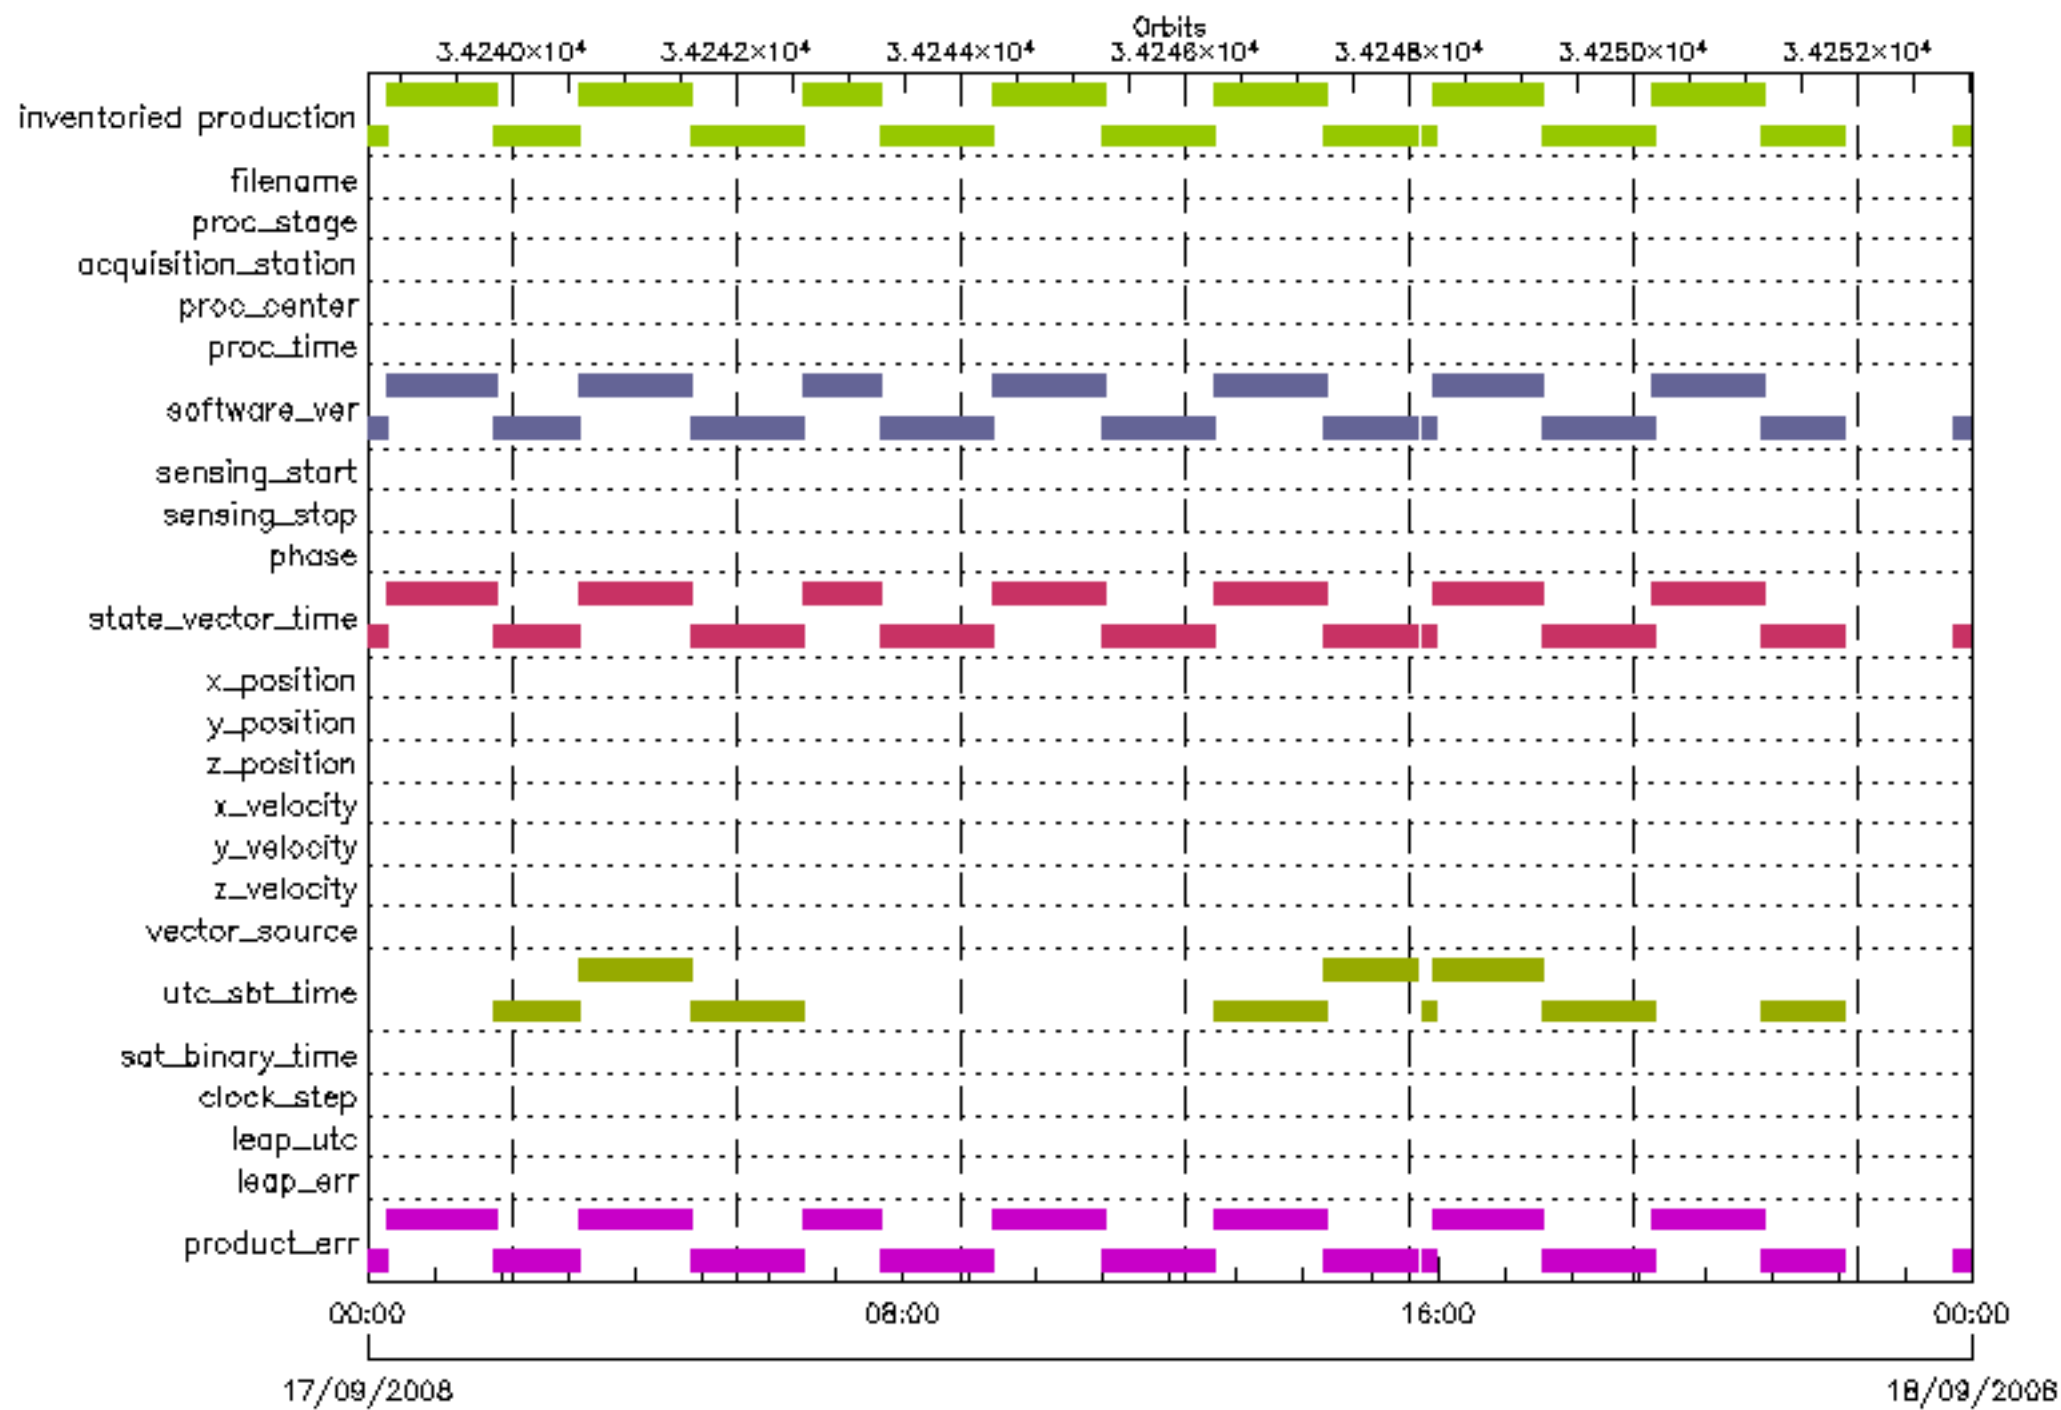 Orbits
3.4240×10⁴ 3.4242×10⁴ 3.4244×10⁴ 3.4246×10⁴ 3.4248×10⁴ 3.4250×10⁴ 3.4252×10⁴
inventoried production
filename
proc_stage
acquisition_station
proc_center
proc_time
software_ver
sensing_start
sensing_stop
phase
state_vector_time
x_position
y_position
z_position
x_velocity
y_velocity
z_velocity
vector_source
utc_sbt_time
sat_binary_time
clock_step
leap_utc
leap_err
product_err
00:00 08:00 16:00 00:00
17/09/2008 18/09/2008